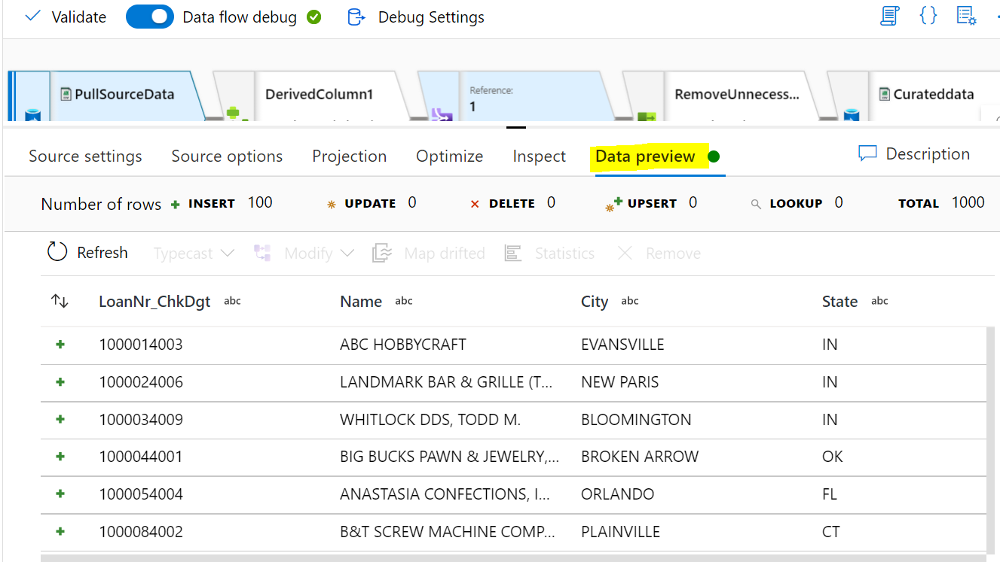 Validate Data flow debug Debug Settings
PullSourceData DerivedColumn1 Reference: RemoveUnnecess... Curateddata
1
Source settings Source options Projection Optimize Inspect Data preview Description
Number of rows INSERT 100 UPDATE 0 DELETE 0 UPSERT 0 LOOKUP 0 TOTAL 1000
Refresh Typecast Modify Map drifted Statistics Remove
LoanNr_ChkDgt abc Name abc City abc State abc
1000014003 ABC HOBBYCRAFT EVANSVILLE IN
1000024006 LANDMARK BAR & GRILLE (T... NEW PARIS IN
1000034009 WHITLOCK DDS, TODD M. BLOOMINGTON IN
1000044001 BIG BUCKS PAWN & JEWELRY,... BROKEN ARROW OK
1000054004 ANASTASIA CONFECTIONS, I... ORLANDO FL
1000084002 B&T SCREW MACHINE COMP... PLAINVILLE CT